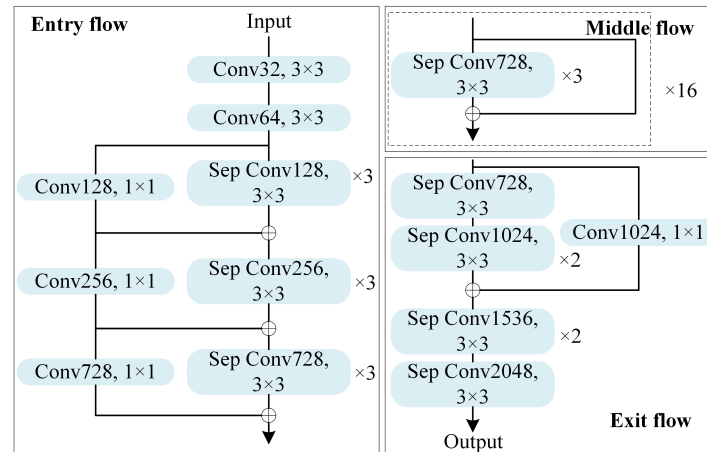 Entry flow
Input
Conv32, 3×3
Conv64, 3×3
Conv128, 1×1
Sep Conv128,
3×3
×3
Conv256, 1×1
Sep Conv256,
3×3
×3
Conv728, 1×1
Sep Conv728,
3×3
×3
Middle flow
Sep Conv728,
3×3
×3
×16
Sep Conv728,
3×3
Sep Conv1024,
3×3
×2
Conv1024, 1×1
Sep Conv1536,
3×3
×2
Sep Conv2048,
3×3
Exit flow
Output